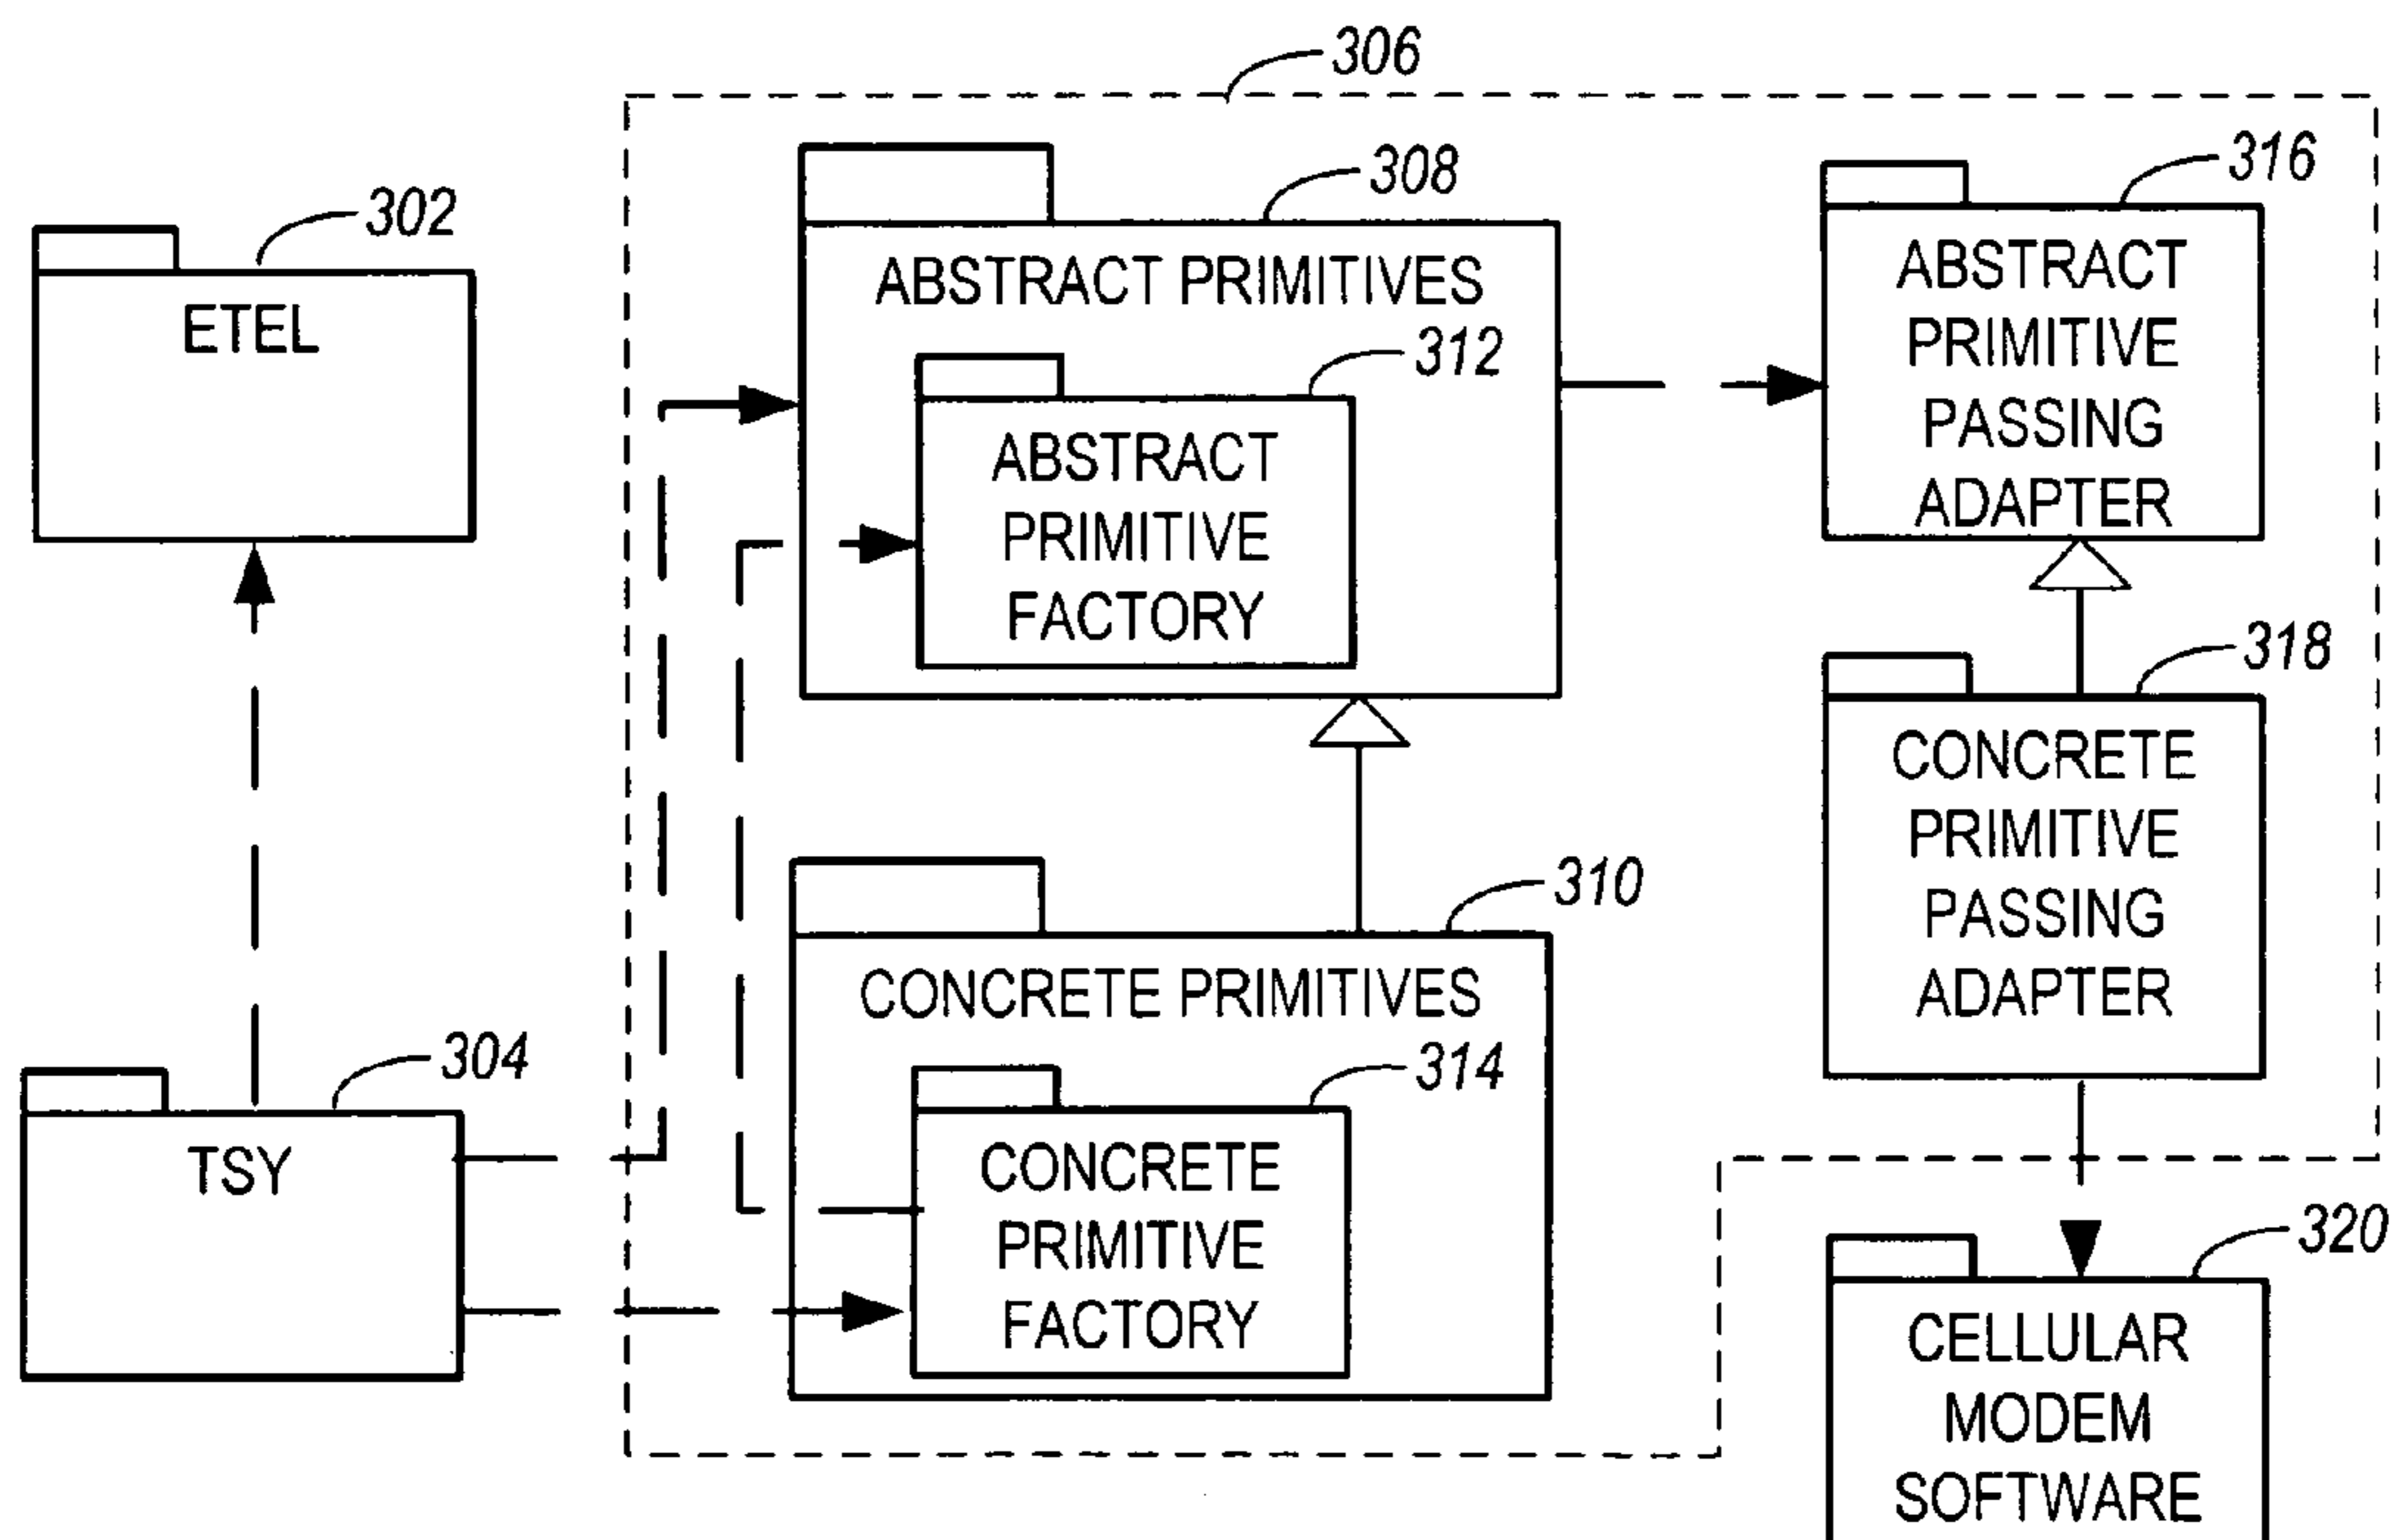 306
308
316
302
ABSTRACT PRIMITIVES
ABSTRACT
PRIMITIVE
PASSING
ADAPTER
ETEL
312
ABSTRACT
PRIMITIVE
FACTORY
318
CONCRETE
PRIMITIVE
PASSING
ADAPTER
310
CONCRETE PRIMITIVES
304
TSY
314
CONCRETE
PRIMITIVE
FACTORY
320
CELLULAR
MODEM
SOFTWARE